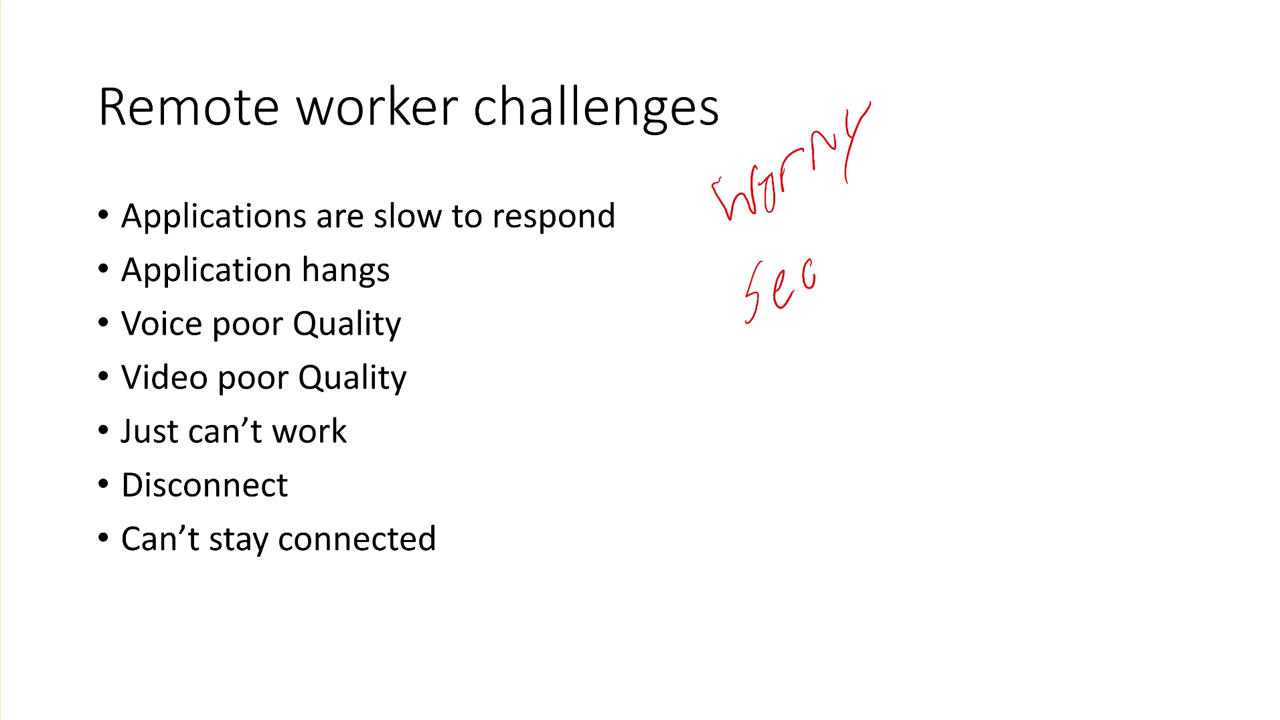 Remote worker challenges
• Applications are slow to respond
• Application hangs
• Voice poor Quality
• Video poor Quality
• Just can't work
• Disconnect
• Can't stay connected
Worry
Sec